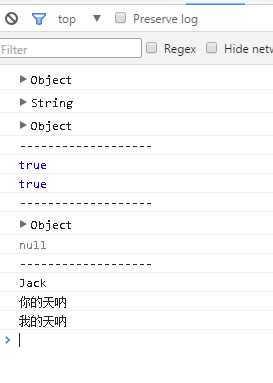 top Preserve log
Filter Regex Hide netw
Object
String
Object
-------------------
true
true
-------------------
Object
null
-------------------
Jack
你的天呐
我的天呐